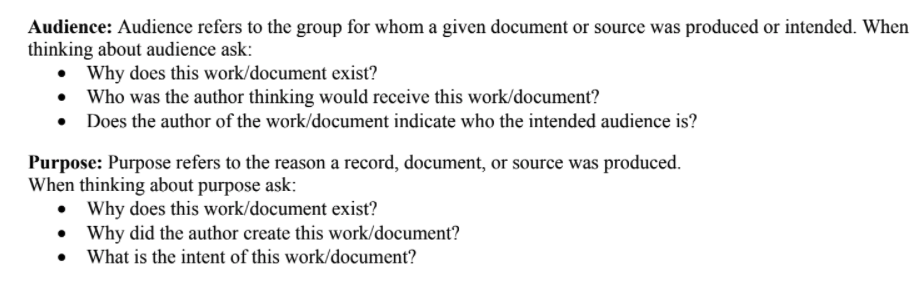 Audience: Audience refers to the group for whom a given document or source was produced or intended. When
thinking about audience ask:
• Why does this work/document exist?
• Who was the author thinking would receive this work/document?
• Does the author of the work/document indicate who the intended audience is?
Purpose: Purpose refers to the reason a record, document, or source was produced.
When thinking about purpose ask:
• Why does this work/document exist?
• Why did the author create this work/document?
• What is the intent of this work/document?